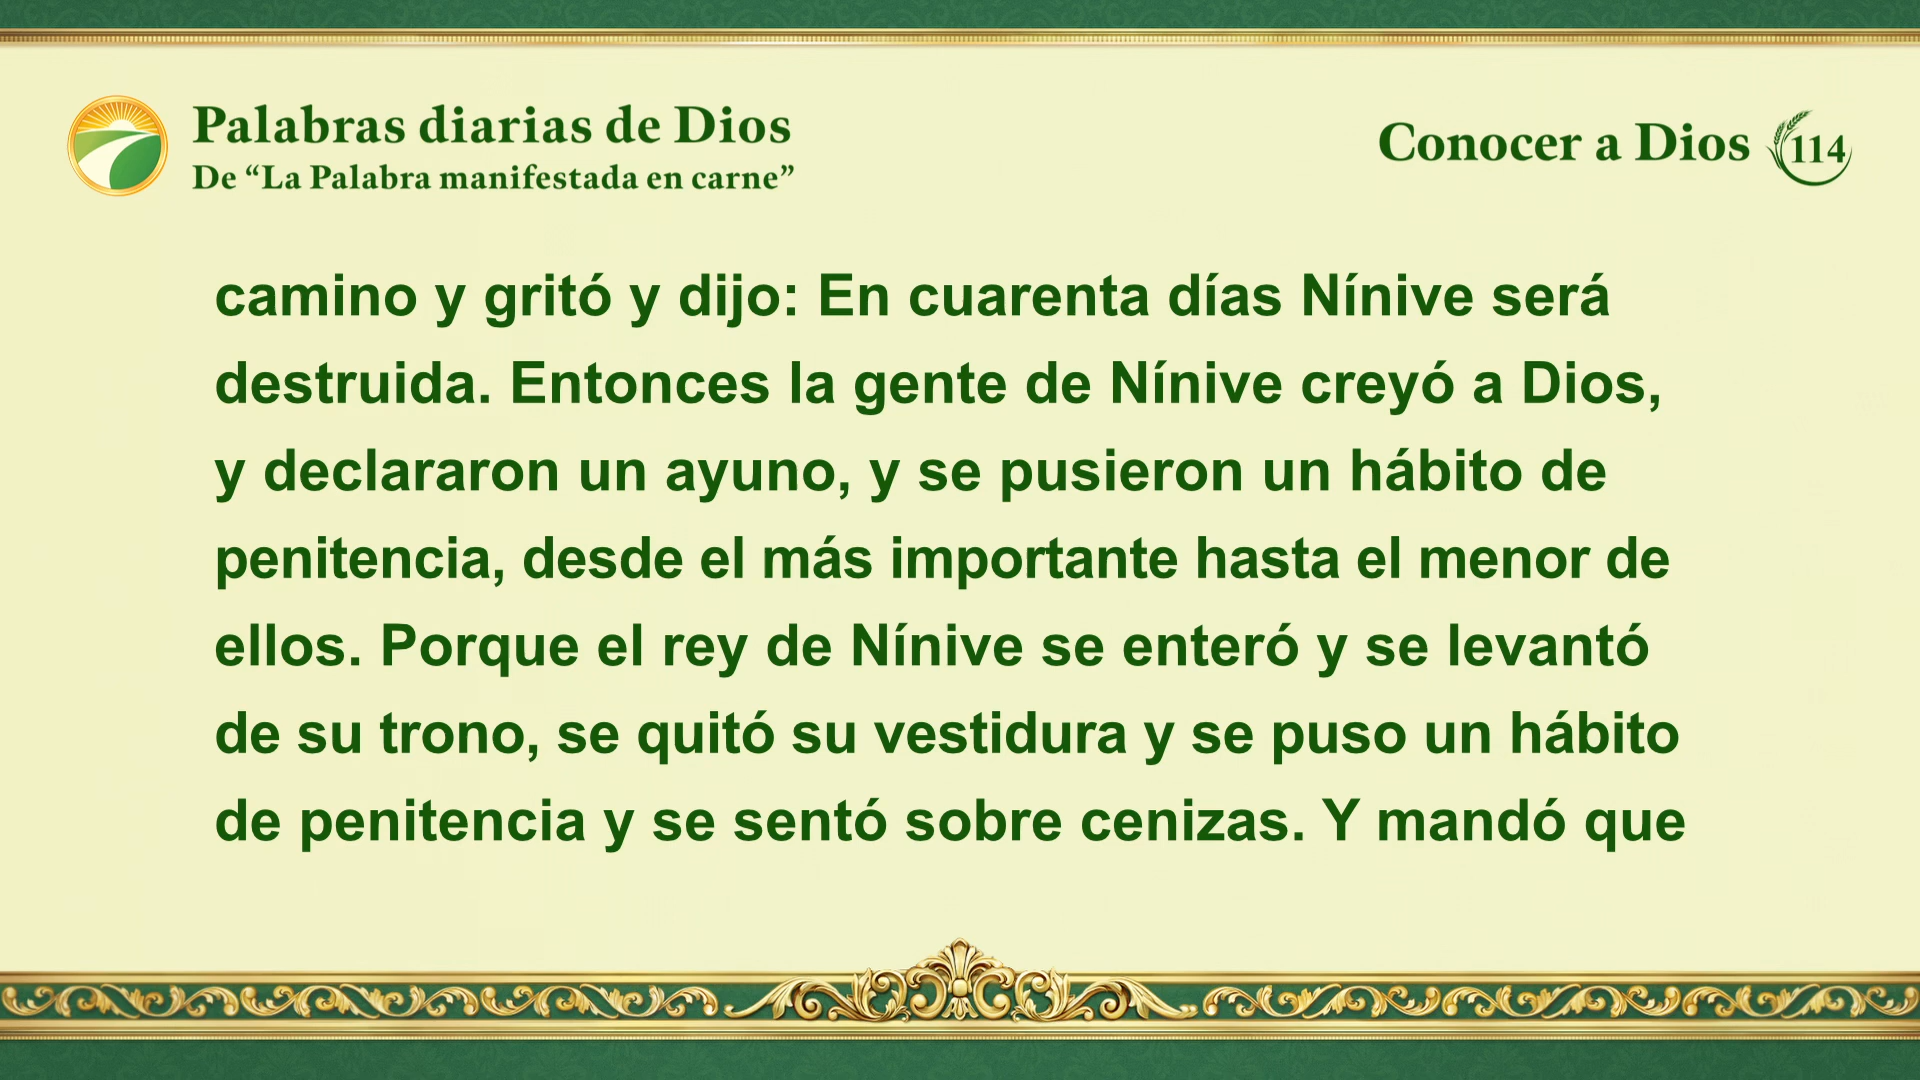 Palabras diarias de Dios
De “La Palabra manifestada en carne”
Conocer a Dios 114
camino y gritó y dijo: En cuarenta días Nínive será
destruida. Entonces la gente de Nínive creyó a Dios,
y declararon un ayuno, y se pusieron un hábito de
penitencia, desde el más importante hasta el menor de
ellos. Porque el rey de Nínive se enteró y se levantó
de su trono, se quitó su vestidura y se puso un hábito
de penitencia y se sentó sobre cenizas. Y mandó que